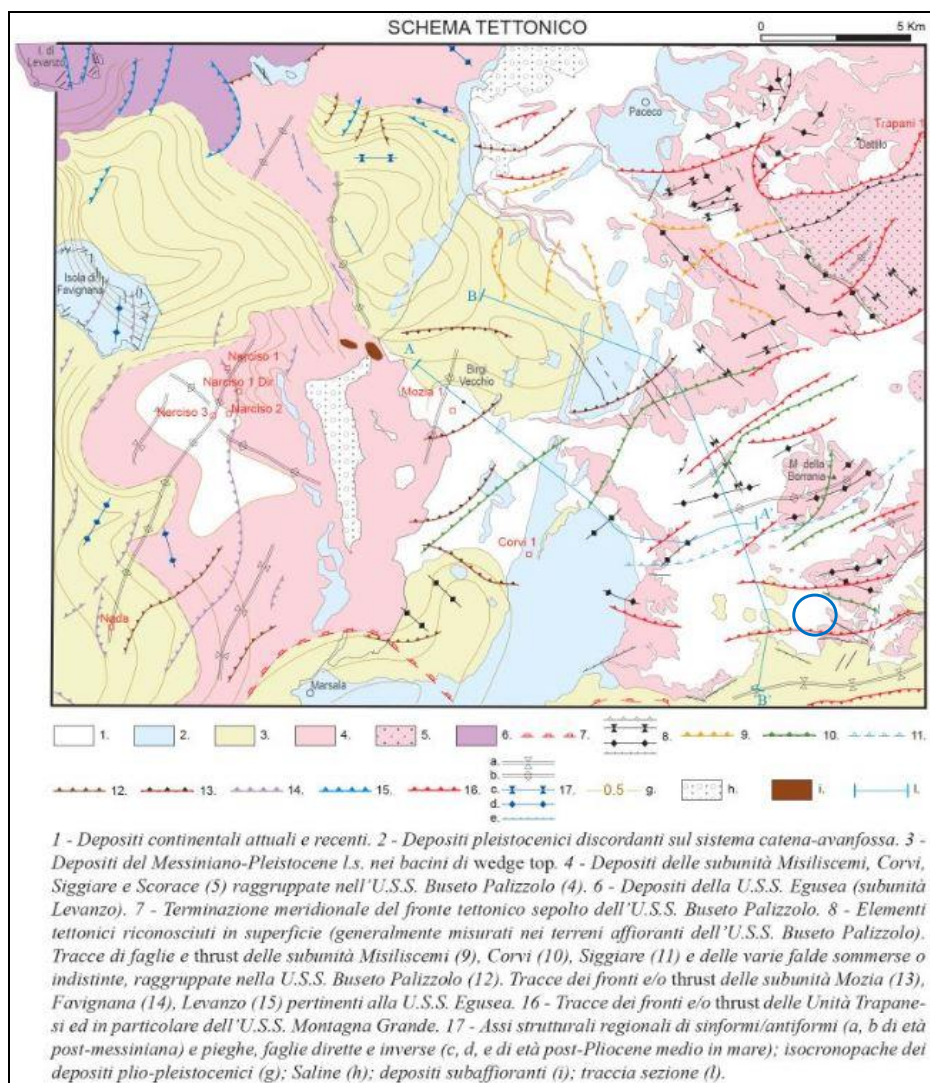 SCHEMA TETTONICO
0 5 Km
I. di
Levanzo
Paceco
Trapani 1
Dattilo
Isola di
Favignana
B
A
Narciso 1
Narciso 1 Dir
Narciso 3
Narciso 2
Mozia 1
Birgi
Vecchio
M. della
Borrania
A'
Corvi 1
Nada
Marsala
B'
1. 2. 3. 4. 5. 6. 7. 8. 9. 10. 11.
12. 13. 14. 15. 16. a. b. c. d. e. 17. 0.5 g. h. i. l.
1 - Depositi continentali attuali e recenti. 2 - Depositi pleistocenici discordanti sul sistema catena-avanfossa. 3 -
Depositi del Messiniano-Pleistocene l.s. nei bacini di wedge top. 4 - Depositi delle subunità Misiliscemi, Corvi,
Siggiare e Scorace (5) raggruppate nell'U.S.S. Buseto Palizzolo (4). 6 - Depositi della U.S.S. Egusea (subunità
Levanzo). 7 - Terminazione meridionale del fronte tettonico sepolto dell'U.S.S. Buseto Palizzolo. 8 - Elementi
tettonici riconosciuti in superficie (generalmente misurati nei terreni affioranti dell'U.S.S. Buseto Palizzolo).
Tracce di faglie e thrust delle subunità Misiliscemi (9), Corvi (10), Siggiare (11) e delle varie falde sommerse o
indistinte, raggruppate nella U.S.S. Buseto Palizzolo (12). Tracce dei fronti e/o thrust delle subunità Mozia (13),
Favignana (14), Levanzo (15) pertinenti alla U.S.S. Egusea. 16 - Tracce dei fronti e/o thrust delle Unità Trapane-
si ed in particolare dell'U.S.S. Montagna Grande. 17 - Assi strutturali regionali di sinformi/antiformi (a, b di età
post-messiniana) e pieghe, faglie dirette e inverse (c, d, e di età post-Pliocene medio in mare); isocronopache dei
depositi plio-pleistocenici (g); Saline (h); depositi subaffioranti (i); traccia sezione (l).